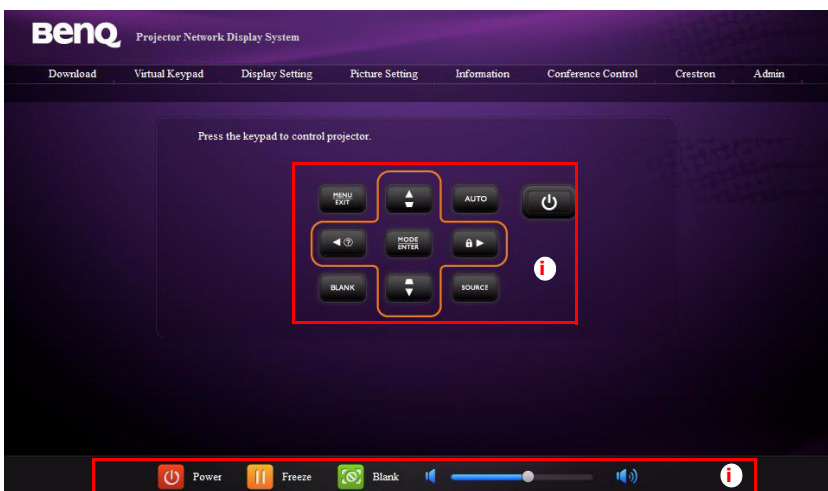 BenQ Projector Network Display System
Download Virtual Keypad Display Setting Picture Setting Information Conference Control Crestron Admin
Press the keypad to control projector.
MENU
EXIT
AUTO
?
MODE
ENTER
i
BLANK
SOURCE
Power Freeze Blank i